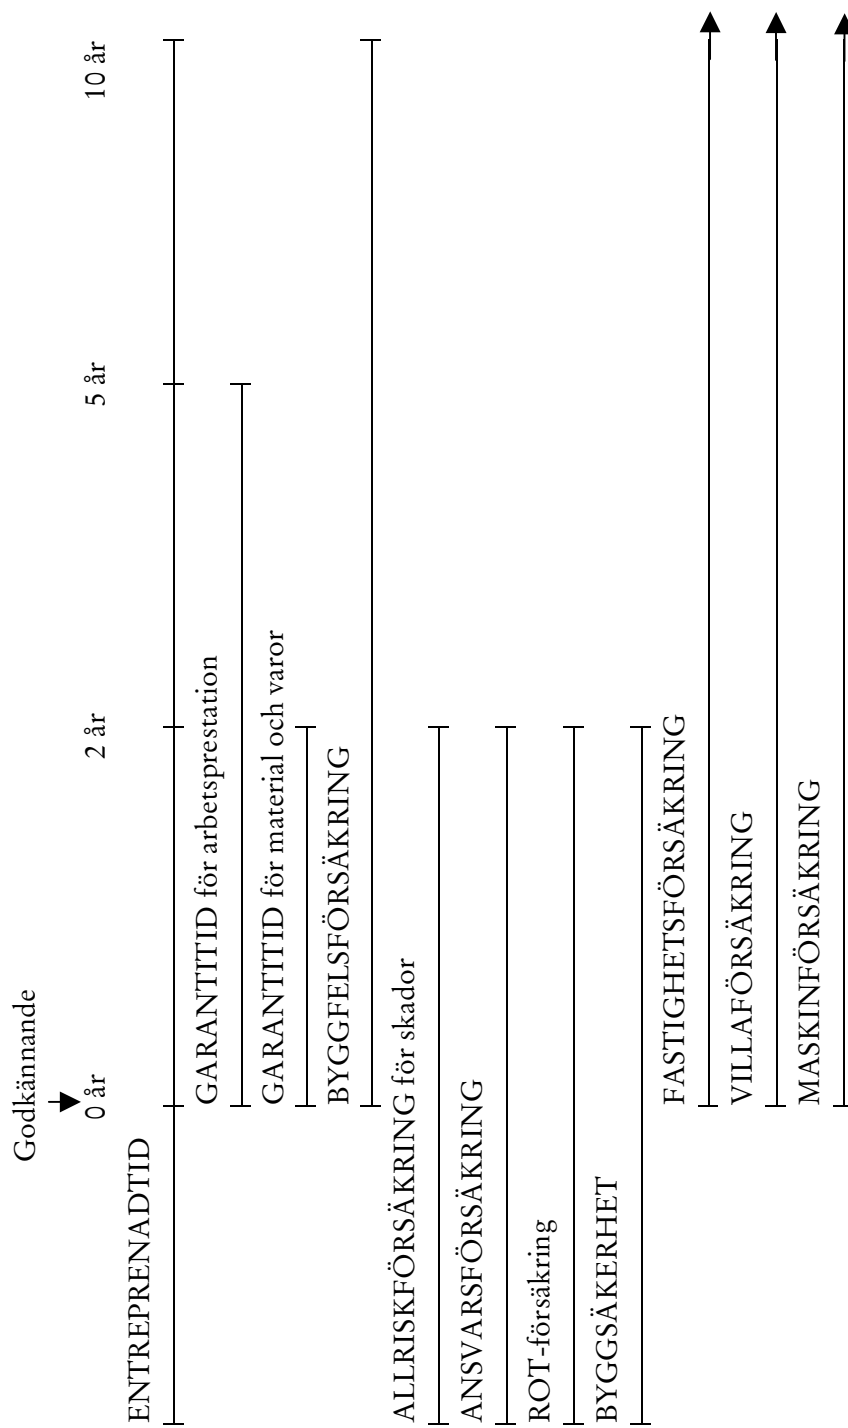 Godkännande
0 år 2 år 5 år 10 år
ENTREPRENADTID
GARANTITID för arbetsprestation
GARANTITID för material och varor
BYGGFELSFÖRSÄKRING
ALLRISKFÖRSÄKRING för skador
ANSVARSFÖRSÄKRING
ROT-försäkring
BYGGSÄKERHET
FASTIGHETSFÖRSÄKRING
VILLAFÖRSÄKRING
MASKINFÖRSÄKRING